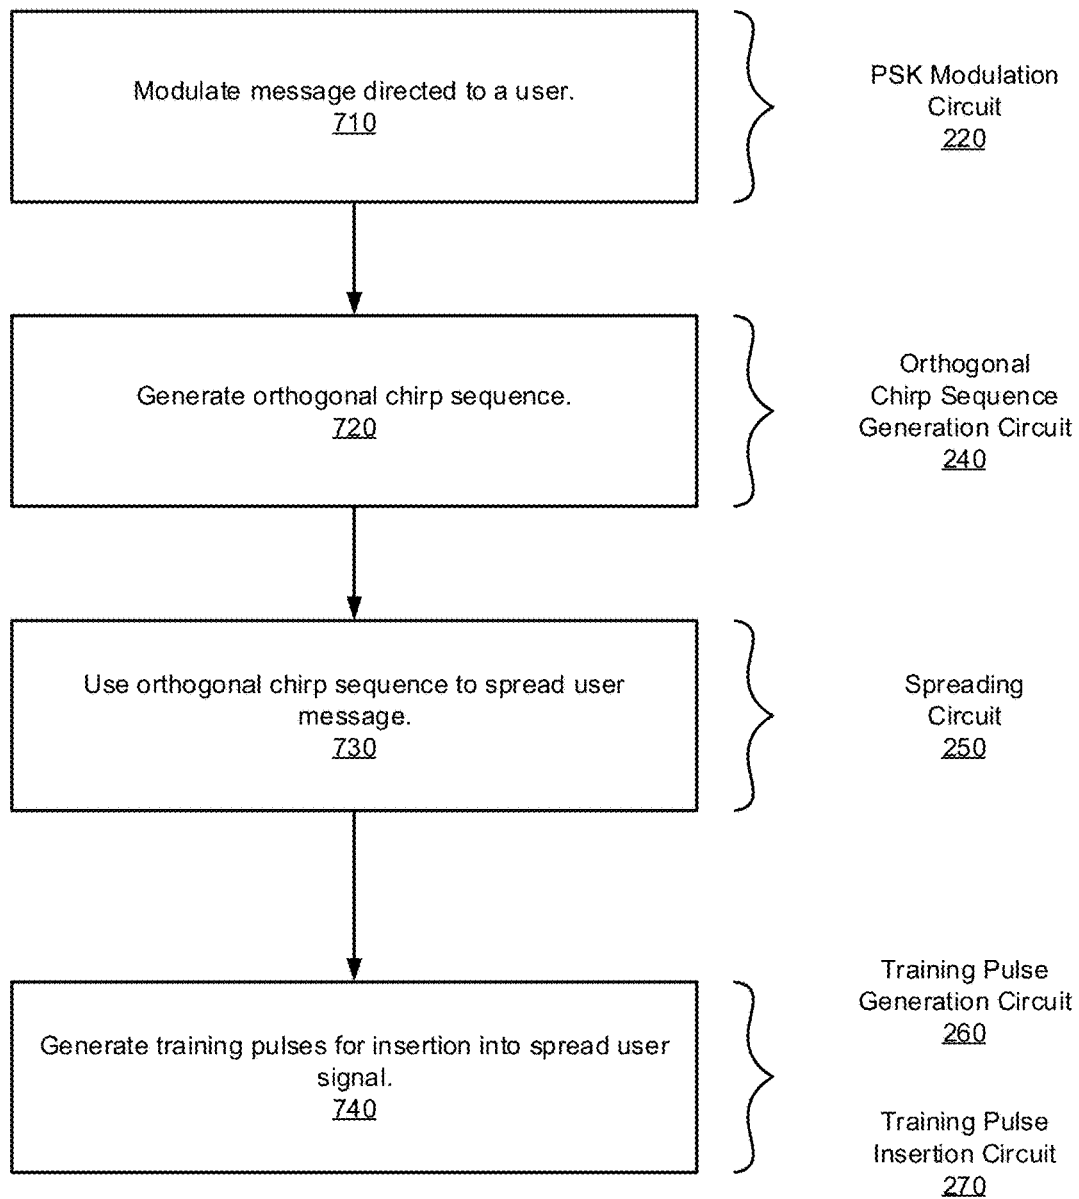 Modulate message directed to a user.
710
PSK Modulation
Circuit
220
Generate orthogonal chirp sequence.
720
Orthogonal
Chirp Sequence
Generation Circuit
240
Use orthogonal chirp sequence to spread user
message.
730
Spreading
Circuit
250
Generate training pulses for insertion into spread user
signal.
740
Training Pulse
Generation Circuit
260
Training Pulse
Insertion Circuit
270